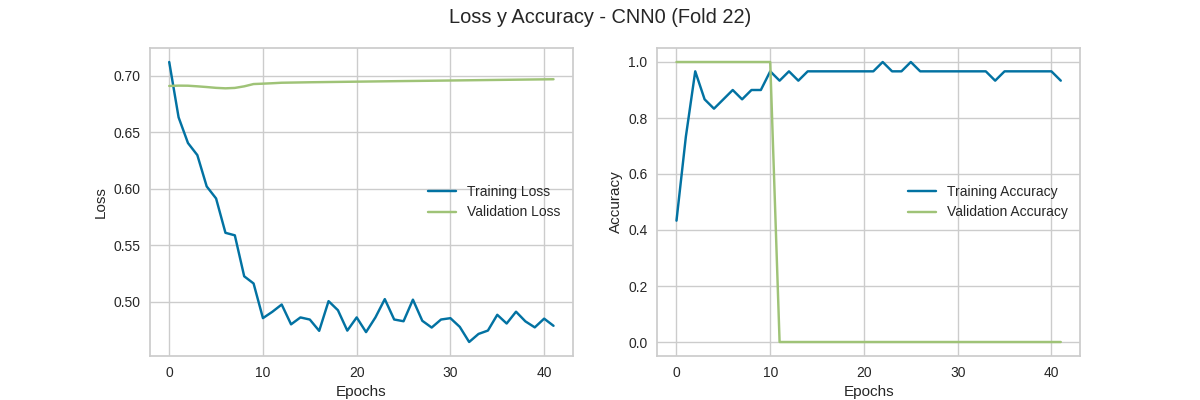 Loss y Accuracy - CNN0 (Fold 22)
0.70
0.65
0.60
0.55
0.50
Loss
0
10
20
30
40
Epochs
Training Loss
Validation Loss
1.0
0.8
0.6
0.4
0.2
0.0
Accuracy
0
10
20
30
40
Epochs
Training Accuracy
Validation Accuracy